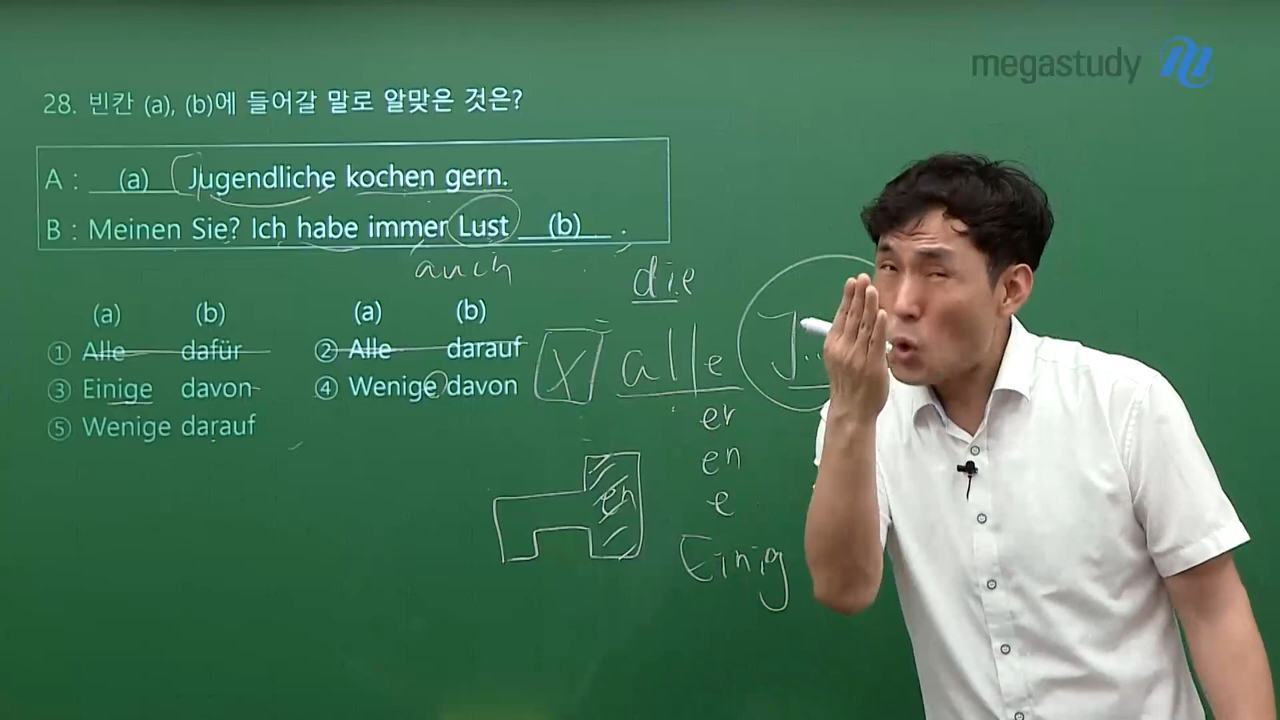 megastudy
28. 빈칸 (a), (b)에 들어갈 말로 알맞은 것은?
A : (a) Jugendliche kochen gern.
B : Meinen Sie? Ich habe immer Lust (b) .
auch
die
(a) (b) (a) (b)
① Alle dafür ② Alle darauf
X alle J...
③ Einige davon ④ Wenige davon
er
⑤ Wenige darauf
en
en
e
Einig